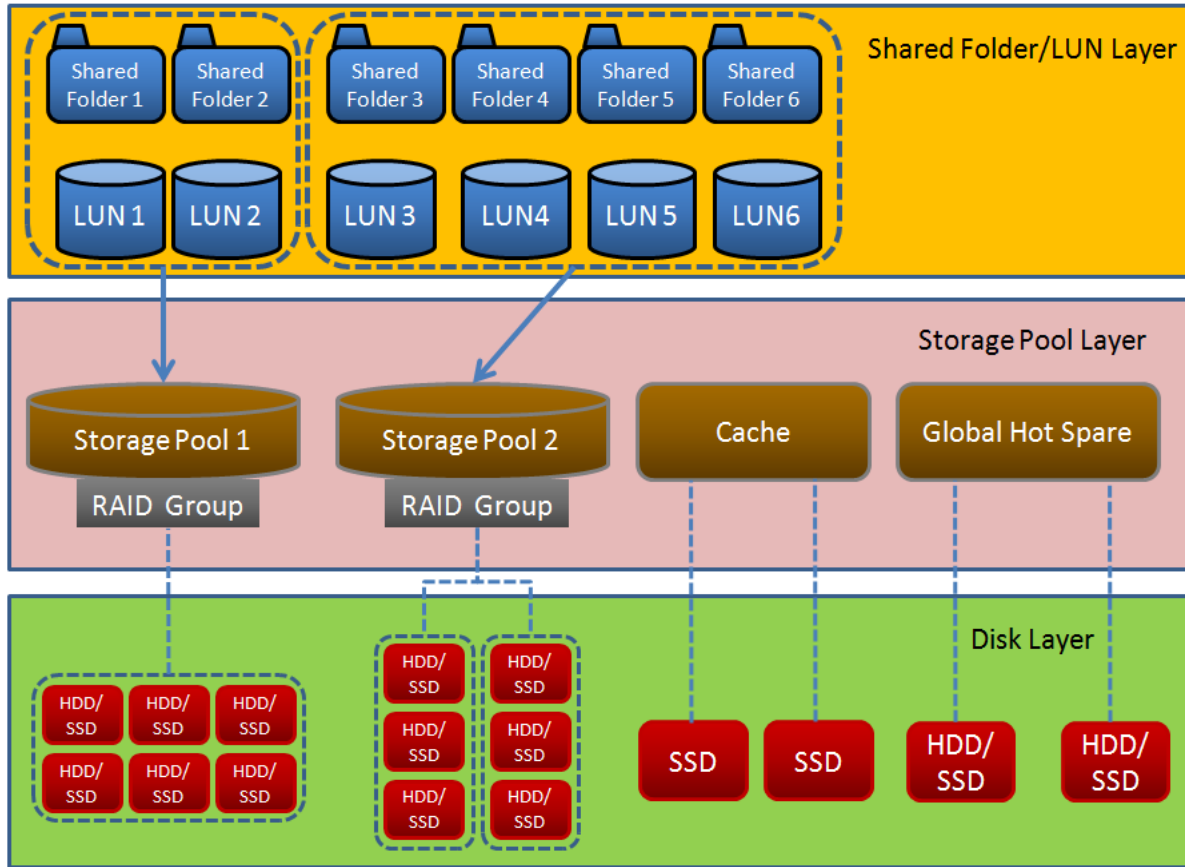 Shared Folder/LUN Layer
Shared
Folder 1
Shared
Folder 2
Shared
Folder 3
Shared
Folder 4
Shared
Folder 5
Shared
Folder 6
LUN 1
LUN 2
LUN 3
LUN4
LUN 5
LUN6
Storage Pool Layer
Storage Pool 1
RAID Group
Storage Pool 2
RAID Group
Cache
Global Hot Spare
Disk Layer
HDD/
SSD
HDD/
SSD
HDD/
SSD
HDD/
SSD
HDD/
SSD
HDD/
SSD
HDD/
SSD
HDD/
SSD
HDD/
SSD
HDD/
SSD
HDD/
SSD
HDD/
SSD
SSD
SSD
HDD/
SSD
HDD/
SSD